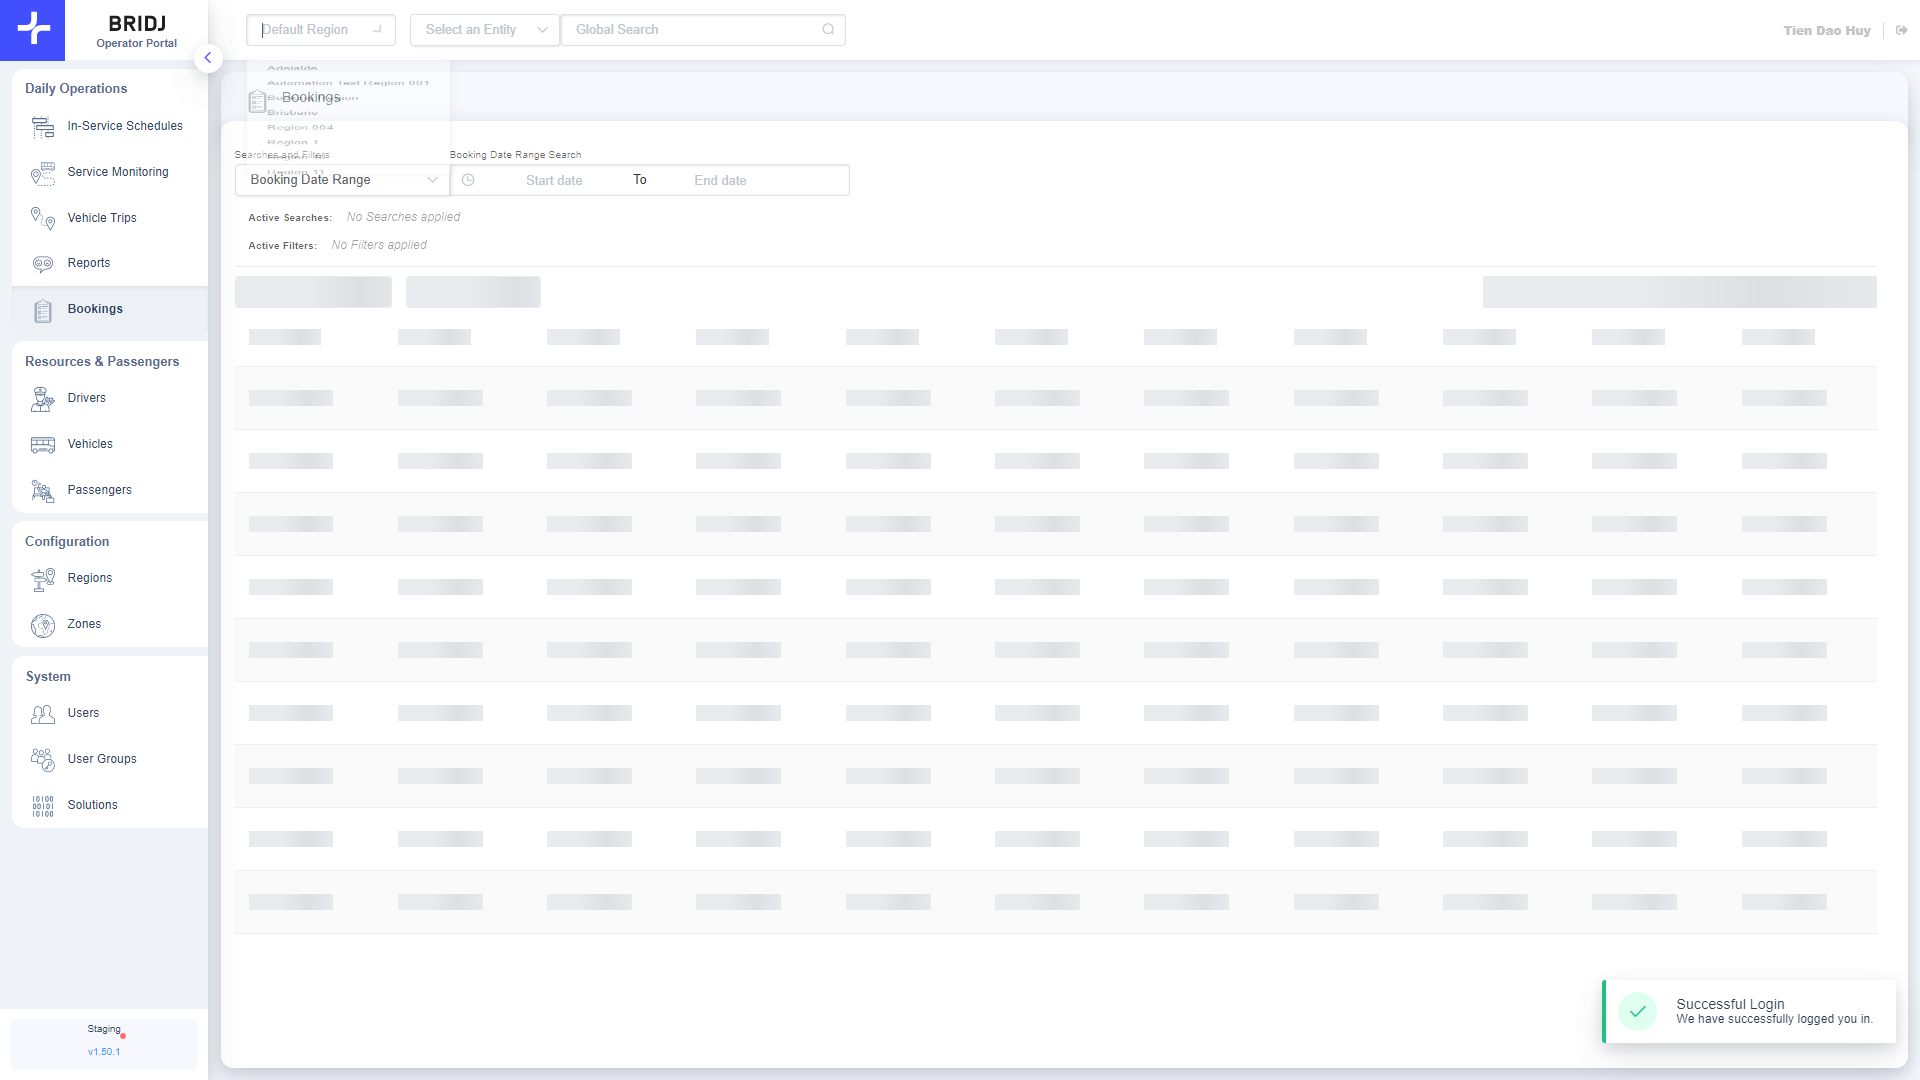 BRIDJ
Operator Portal
Default Region
Select an Entity
Global Search
Tien Dao Huy
Daily Operations
In-Service Schedules
Service Monitoring
Vehicle Trips
Reports
Bookings
Resources & Passengers
Drivers
Vehicles
Passengers
Configuration
Regions
Zones
System
Users
User Groups
Solutions
Staging
v1.50.1
Adelaide
Automation Test Region 001
Bookings
Brisbane
Region 004
Region 1
Region 11
Searches and Filters
Booking Date Range Search
Booking Date Range
Start date
To
End date
Active Searches: No Searches applied
Active Filters: No Filters applied
Successful Login
We have successfully logged you in.